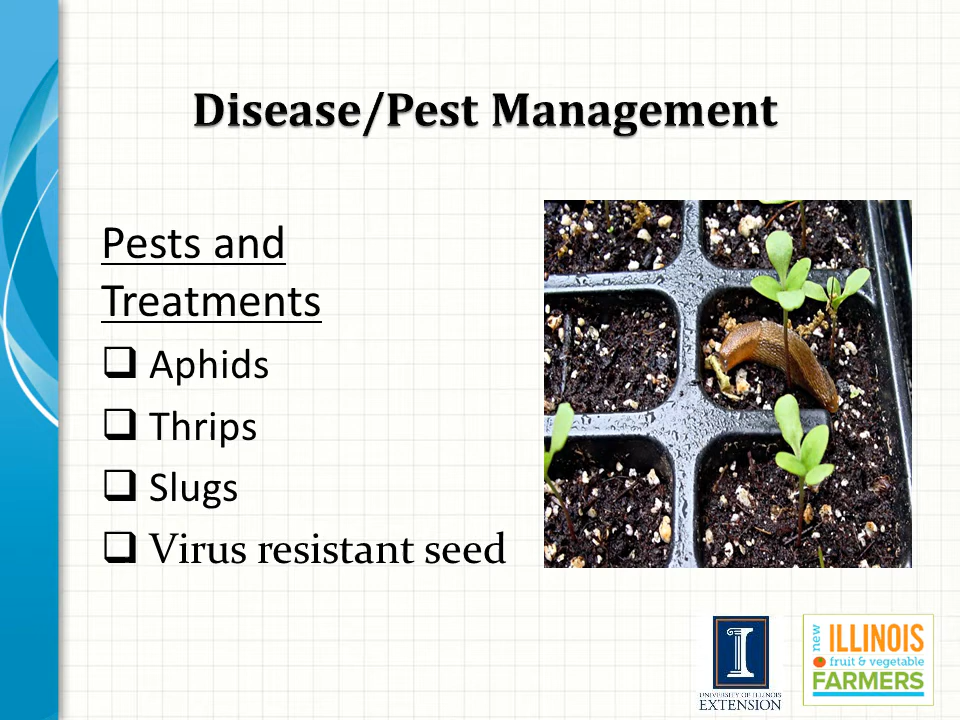 Disease/Pest Management
Pests and
Treatments
Aphids
Thrips
Slugs
Virus resistant seed
I
UNIVERSITY OF ILLINOIS
EXTENSION
new
ILLINOIS
fruit & vegetable
FARMERS